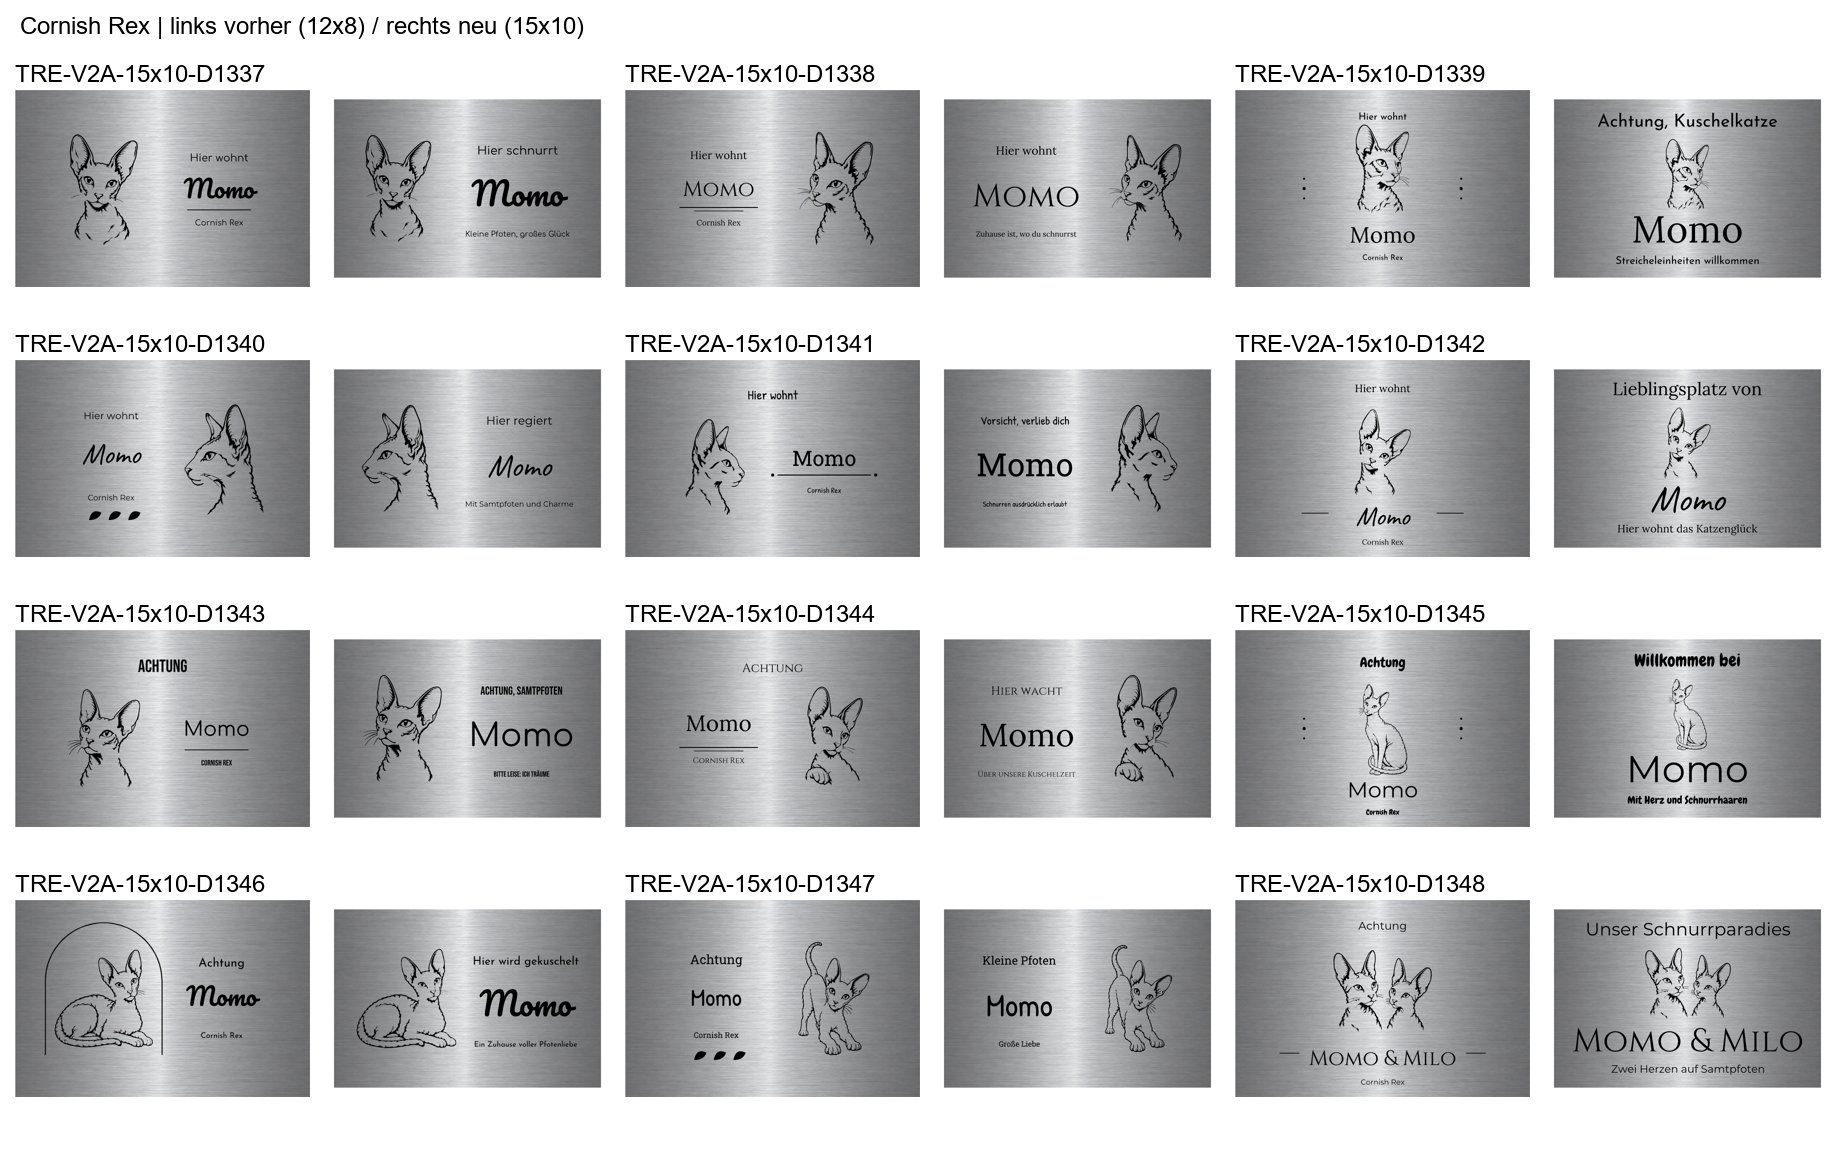 Cornish Rex | links vorher (12x8) / rechts neu (15x10)
TRE-V2A-15x10-D1337
Hier wohnt
Momo
Cornish Rex
Hier schnurrt
Momo
Kleine Pfoten, großes Glück
TRE-V2A-15x10-D1338
Hier wohnt
Momo
Cornish Rex
Hier wohnt
Momo
Zuhause ist, wo du schnurrst
TRE-V2A-15x10-D1339
Hier wohnt
Momo
Cornish Rex
Achtung, Kuschelkatze
Momo
Streicheleinheiten willkommen
TRE-V2A-15x10-D1340
Hier wohnt
Momo
Cornish Rex
Hier regiert
Momo
Mit Samtpfoten und Charme
TRE-V2A-15x10-D1341
Hier wohnt
Momo
Cornish Rex
Vorsicht, verlieb dich
Momo
Schnurren ausdrücklich erlaubt
TRE-V2A-15x10-D1342
Hier wohnt
Momo
Cornish Rex
Lieblingsplatz von
Momo
Hier wohnt das Katzenglück
TRE-V2A-15x10-D1343
ACHTUNG
Momo
CORNISH REX
ACHTUNG, SAMTPFOTEN
Momo
BITTE LEISE: ICH TRÄUME
TRE-V2A-15x10-D1344
Achtung
Momo
Cornish Rex
Hier wacht
Momo
Über unsere Kuschelzeit
TRE-V2A-15x10-D1345
Achtung
Momo
Cornish Rex
Willkommen bei
Momo
Mit Herz und Schnurrhaaren
TRE-V2A-15x10-D1346
Achtung
Momo
Cornish Rex
Hier wird gekuschelt
Momo
Ein Zuhause voller Pfotenliebe
TRE-V2A-15x10-D1347
Achtung
Momo
Cornish Rex
Kleine Pfoten
Momo
Große Liebe
TRE-V2A-15x10-D1348
Achtung
Momo & Milo
Cornish Rex
Unser Schnurrparadies
Momo & Milo
Zwei Herzen auf Samtpfoten